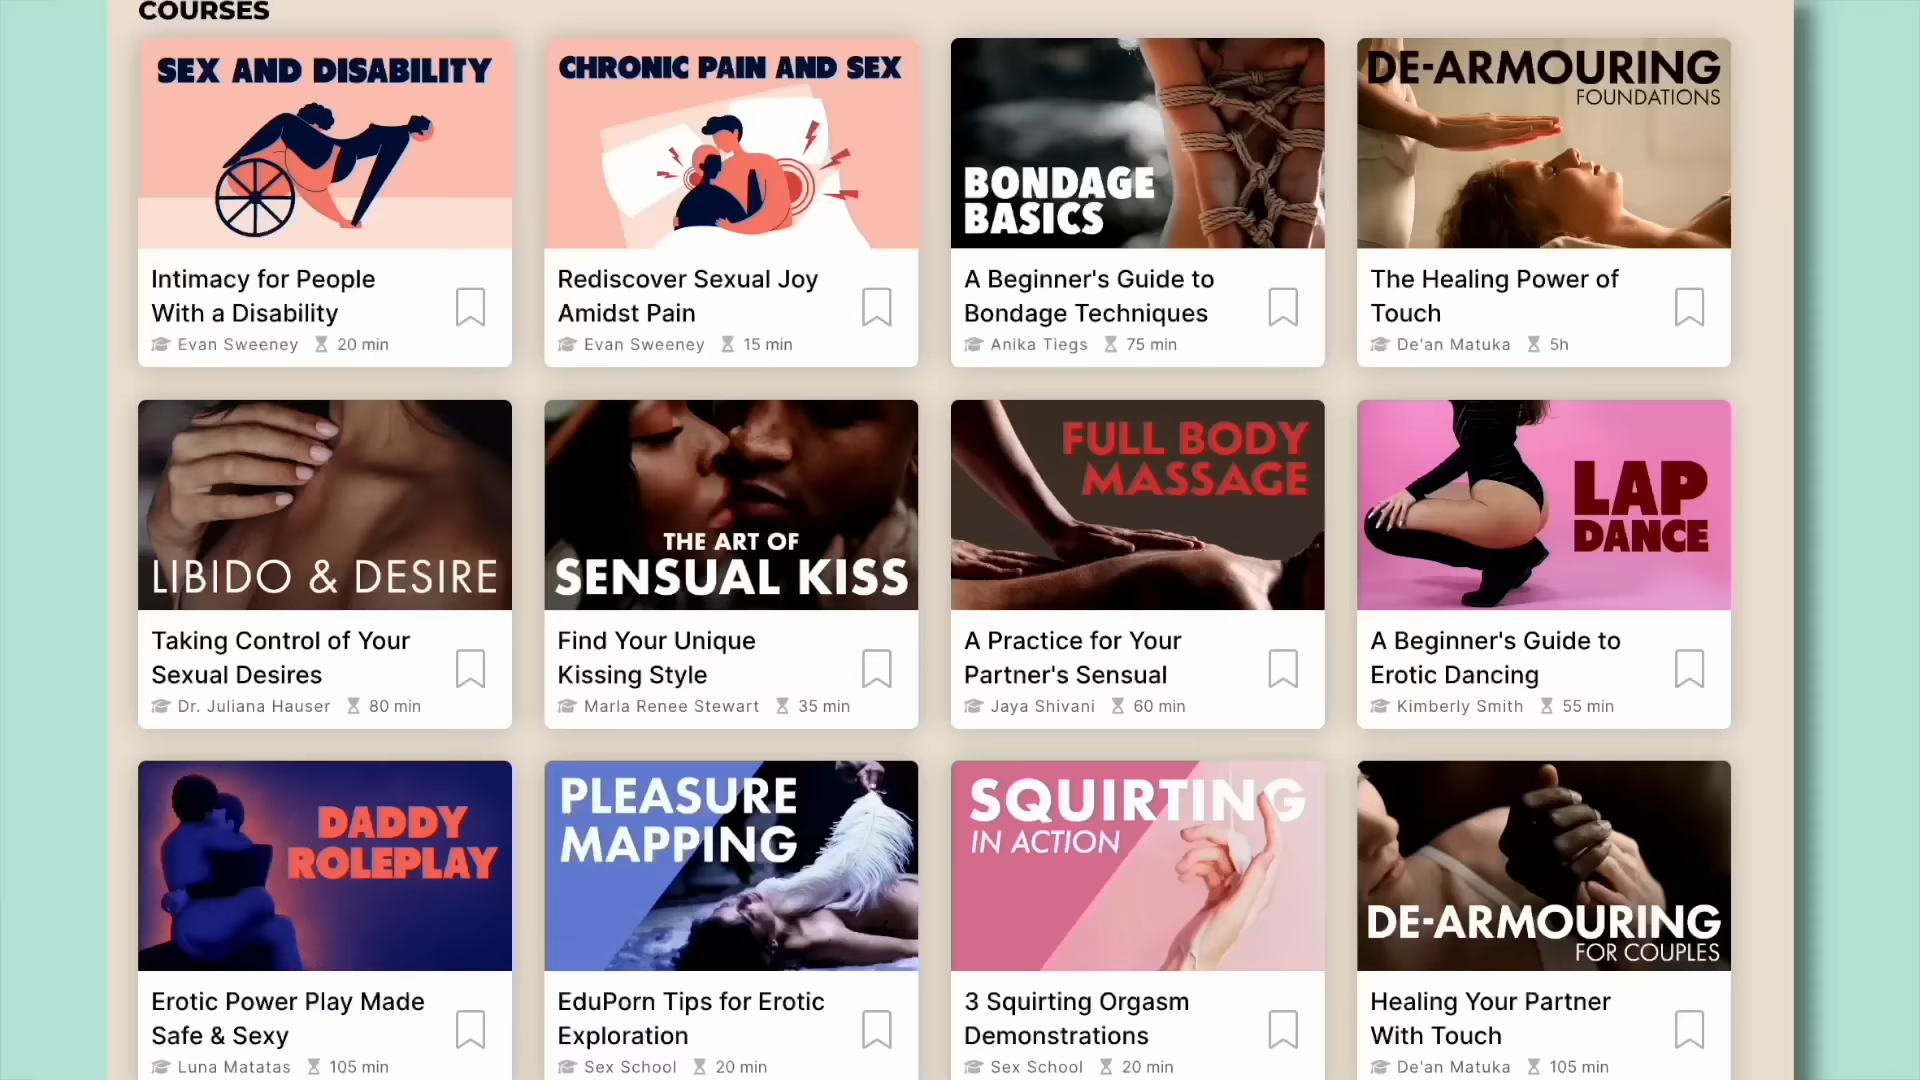 COURSES
SEX AND DISABILITY
Intimacy for People
With a Disability
Evan Sweeney 20 min
CHRONIC PAIN AND SEX
Rediscover Sexual Joy
Amidst Pain
Evan Sweeney 15 min
BONDAGE
BASICS
A Beginner's Guide to
Bondage Techniques
Anika Tiegs 75 min
DE-ARMOURING
FOUNDATIONS
The Healing Power of
Touch
De'an Matuka 5h
LIBIDO & DESIRE
Taking Control of Your
Sexual Desires
Dr. Juliana Hauser 80 min
THE ART OF
SENSUAL KISS
Find Your Unique
Kissing Style
Marla Renee Stewart 35 min
FULL BODY
MASSAGE
A Practice for Your
Partner's Sensual
Jaya Shivani 60 min
LAP
DANCE
A Beginner's Guide to
Erotic Dancing
Kimberly Smith 55 min
DADDY
ROLEPLAY
Erotic Power Play Made
Safe & Sexy
Luna Matatas 105 min
PLEASURE
MAPPING
EduPorn Tips for Erotic
Exploration
Sex School 20 min
SQUIRTING
IN ACTION
3 Squirting Orgasm
Demonstrations
Sex School 20 min
DE-ARMOURING
FOR COUPLES
Healing Your Partner
With Touch
De'an Matuka 105 min